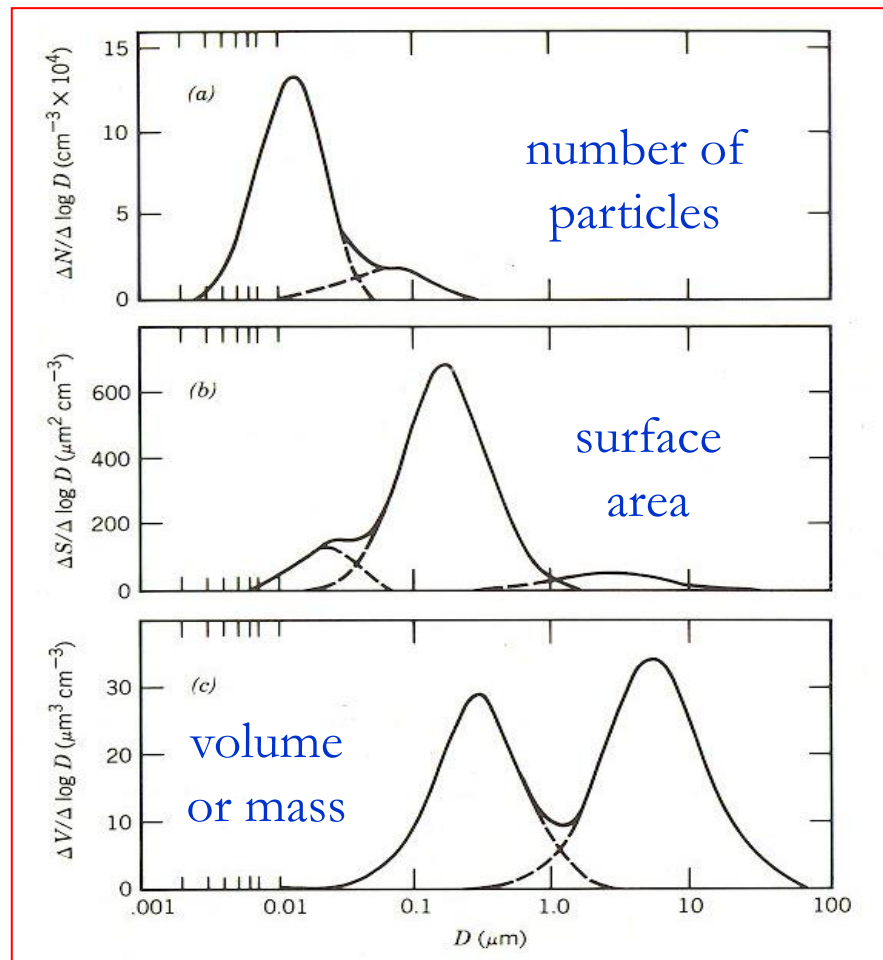 15
10
5
0
ΔN/Δ log D (cm⁻³ × 10⁴)
(a)
number of
particles
600
400
200
0
ΔS/Δ log D (μm² cm⁻³)
(b)
surface
area
30
20
10
0
ΔV/Δ log D (μm³ cm⁻³)
(c)
volume
or mass
.001 0.01 0.1 1.0 10 100
D (μm)